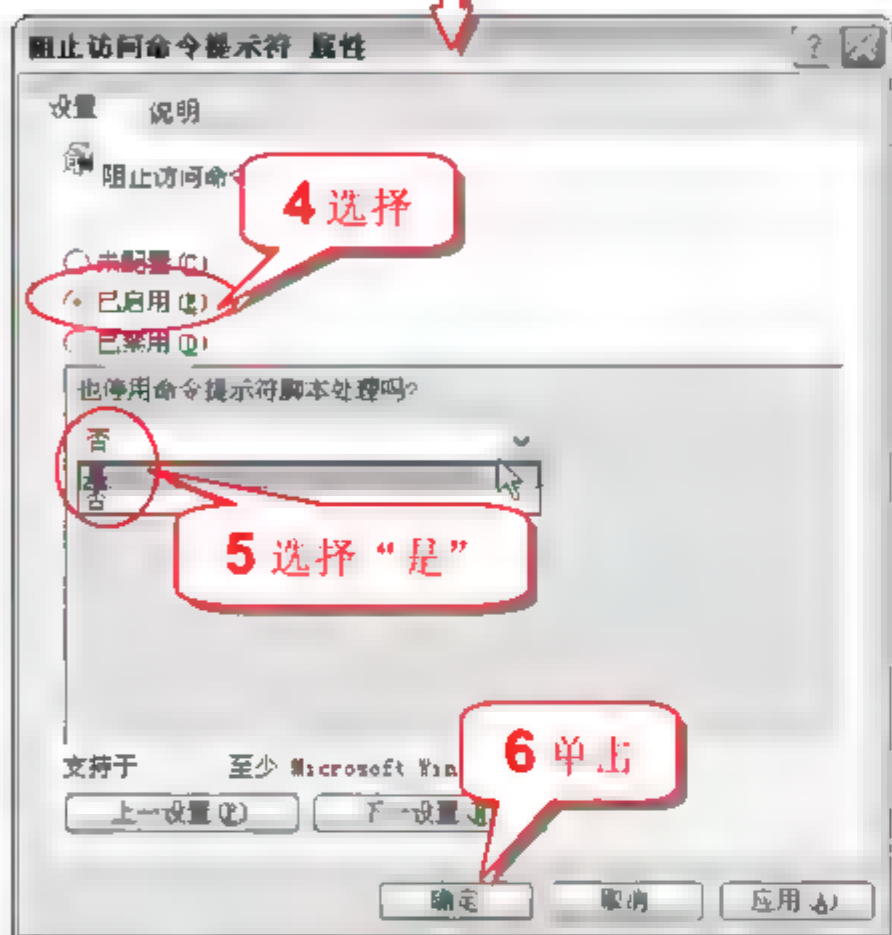 阻止访问命令提示符 属性
设置 说明
阻止访问命令
4 选择
未配置(C)
已启用(E)
已禁用(D)
也停用命令提示符脚本处理吗?
否
是
否
5 选择“是”
6 单击
支持于 至少 Microsoft Win
上一设置(P) 下一设置
确定 取消 应用(A)